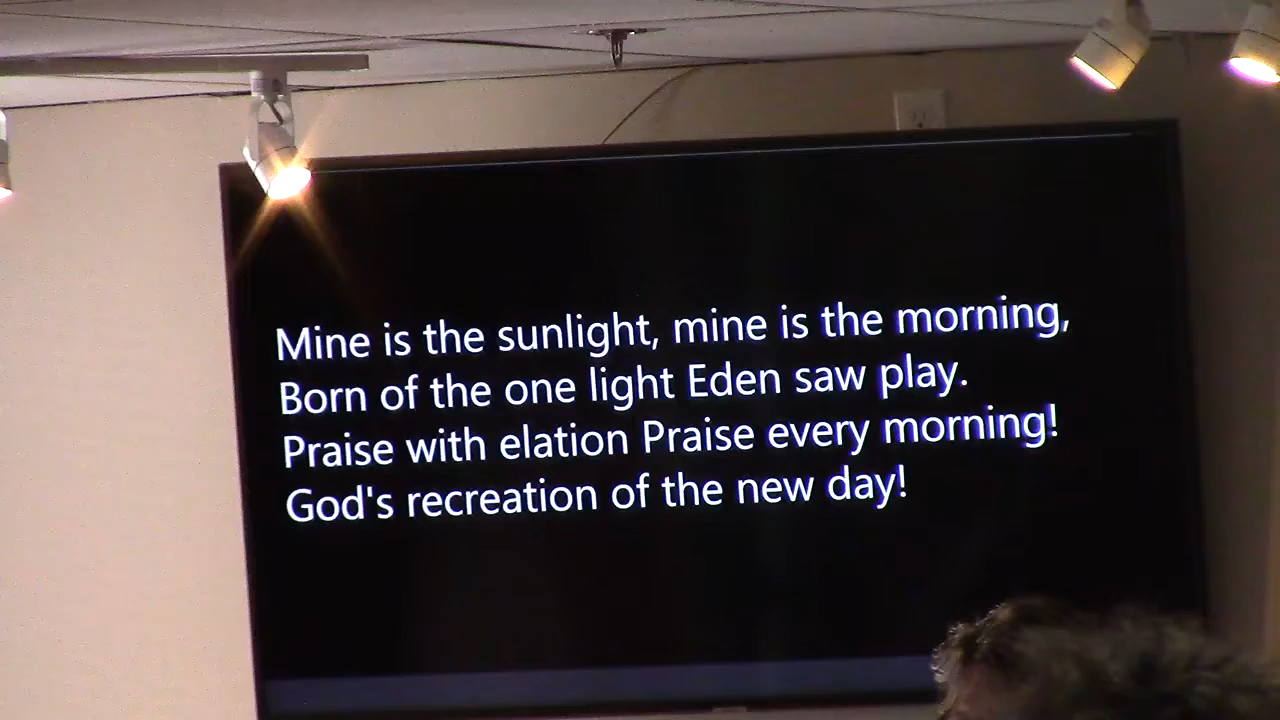 Mine is the sunlight, mine is the morning,
Born of the one light Eden saw play.
Praise with elation Praise every morning!
God's recreation of the new day!